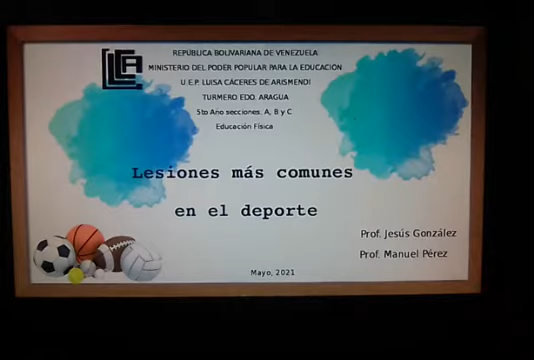 REPÚBLICA BOLIVARIANA DE VENEZUELA
MINISTERIO DEL PODER POPULAR PARA LA EDUCACIÓN
U.E.P. LUISA CÁCERES DE ARISMENDI
TURMERO EDO. ARAGUA
5to Año secciones: A, B y C
Educación Física
Lesiones más comunes
en el deporte
Prof. Jesús González
Prof. Manuel Pérez
Mayo, 2021